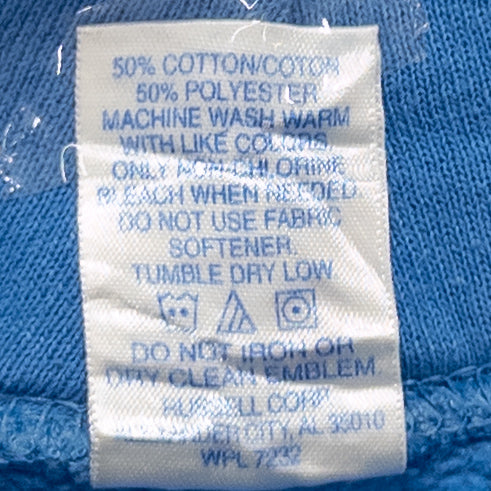 50% COTTON/COTON
50% POLYESTER
MACHINE WASH WARM
WITH LIKE COLORS.
ONLY NON-CHLORINE
BLEACH WHEN NEEDED.
DO NOT USE FABRIC
SOFTENER.
TUMBLE DRY LOW.
DO NOT IRON OR
DRY CLEAN EMBLEM.
RUSSELL CORP.
ALEXANDER CITY, AL 35010
WPL 7232